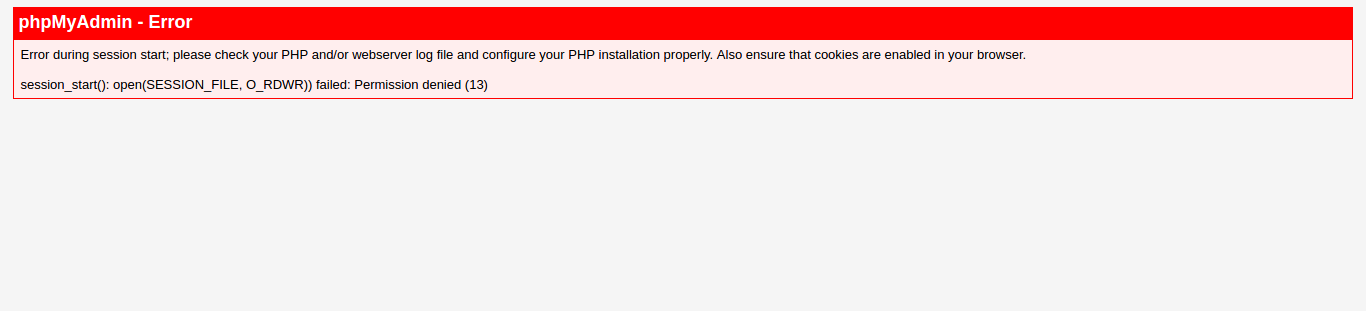 phpMyAdmin - Error
Error during session start; please check your PHP and/or webserver log file and configure your PHP installation properly. Also ensure that cookies are enabled in your browser.
session_start(): open(SESSION_FILE, O_RDWR)) failed: Permission denied (13)